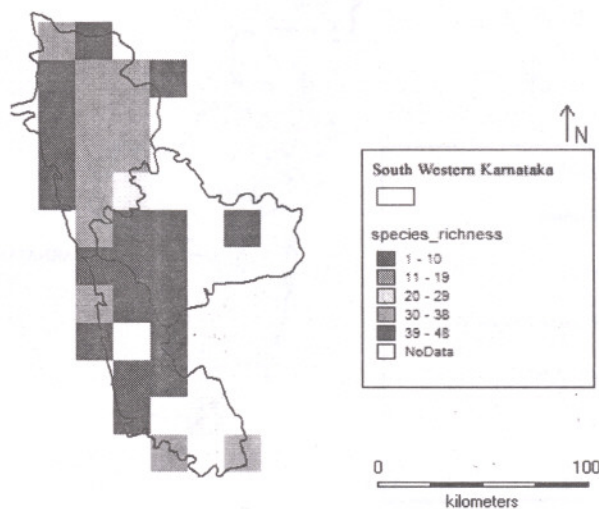 N
South Western Karnataka
species_richness
1 - 10
11 - 19
20 - 29
30 - 38
39 - 48
NoData
0 100
kilometers